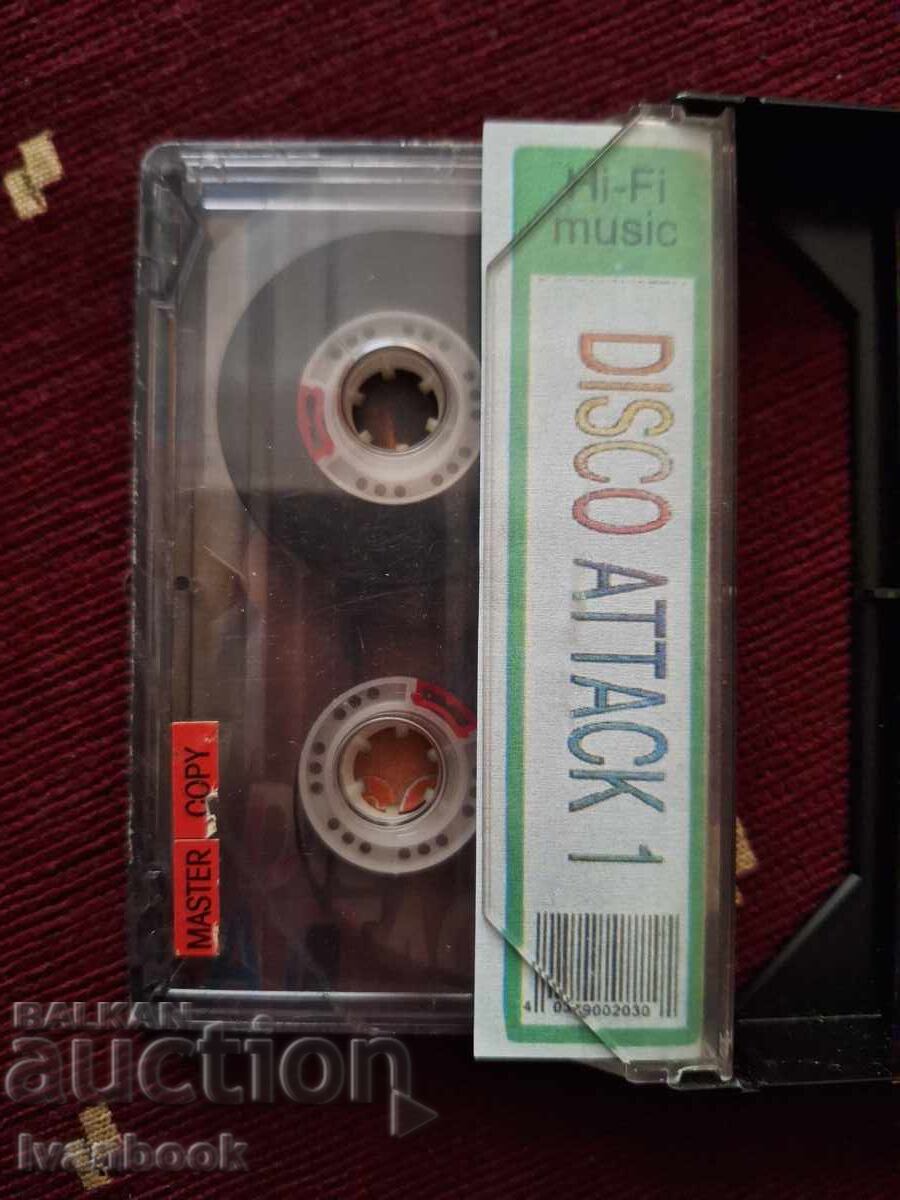 Hi-Fi
music
DISCO ATTACK 1
MASTER COPY
BALKAN
auction
Ivanbook